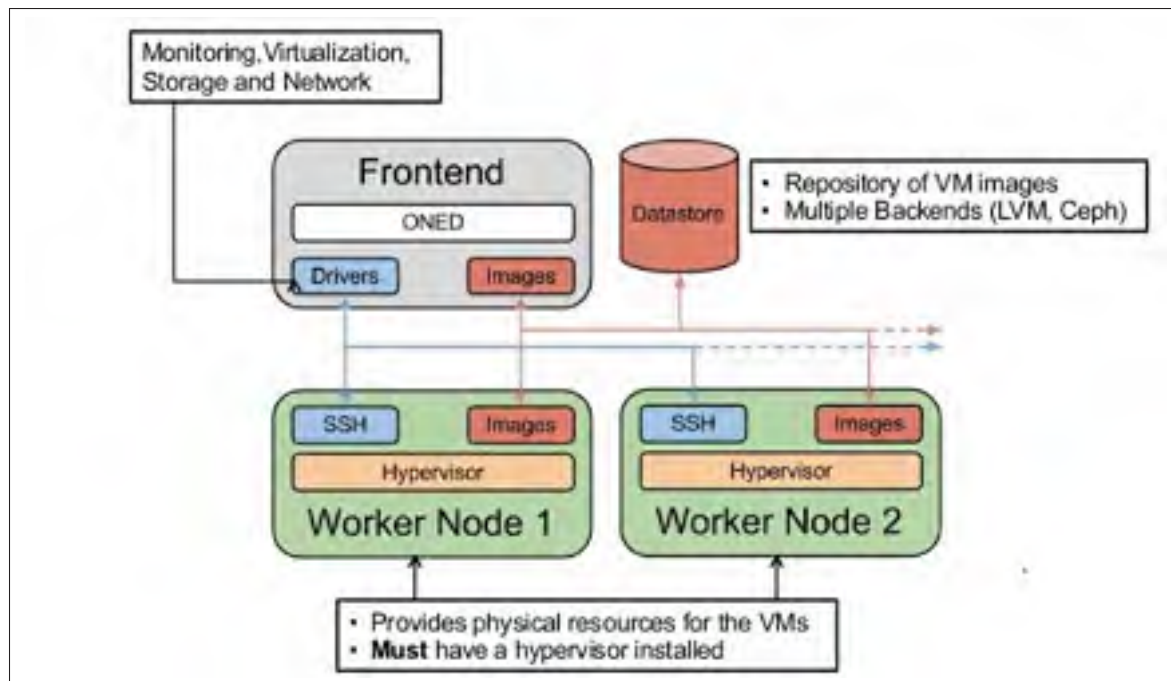 Monitoring,Virtualization,
Storage and Network
Frontend
ONED
Drivers
Images
Datastore
• Repository of VM images
• Multiple Backends (LVM, Ceph)
SSH
Images
Hypervisor
Worker Node 1
SSH
Images
Hypervisor
Worker Node 2
• Provides physical resources for the VMs
• Must have a hypervisor installed